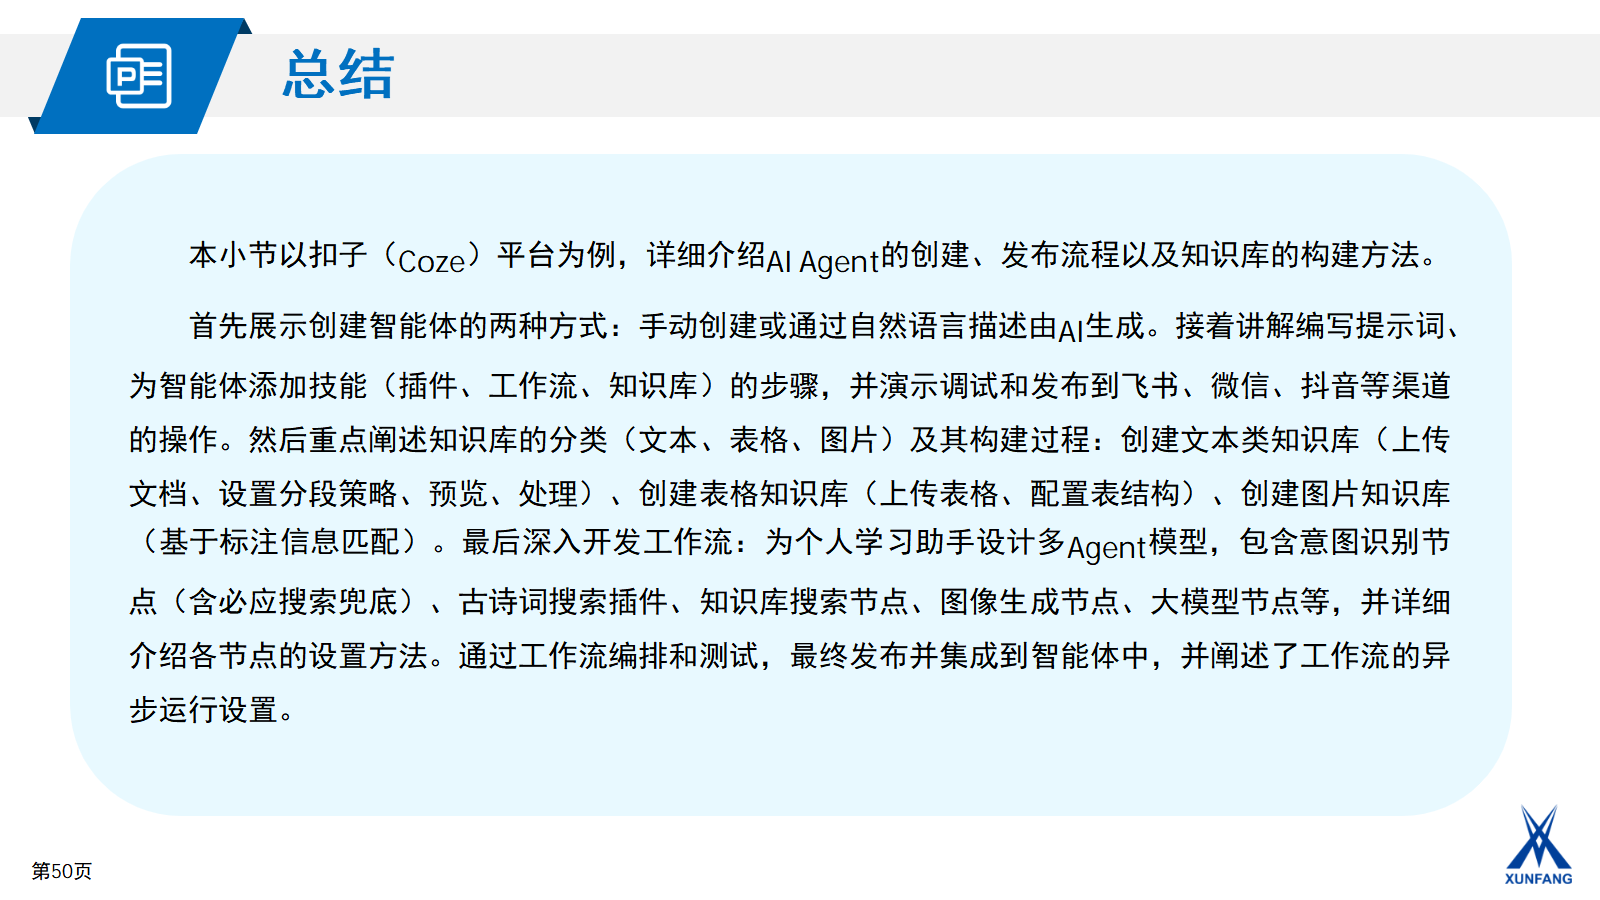 总结
本小节以扣子（Coze）平台为例，详细介绍AI Agent的创建、发布流程以及知识库的构建方法。
首先展示创建智能体的两种方式：手动创建或通过自然语言描述由AI生成。接着讲解编写提示词、
为智能体添加技能（插件、工作流、知识库）的步骤，并演示调试和发布到飞书、微信、抖音等渠道
的操作。然后重点阐述知识库的分类（文本、表格、图片）及其构建过程：创建文本类知识库（上传
文档、设置分段策略、预览、处理）、创建表格知识库（上传表格、配置表结构）、创建图片知识库
（基于标注信息匹配）。最后深入开发工作流：为个人学习助手设计多Agent模型，包含意图识别节
点（含必应搜索兜底）、古诗词搜索插件、知识库搜索节点、图像生成节点、大模型节点等，并详细
介绍各节点的设置方法。通过工作流编排和测试，最终发布并集成到智能体中，并阐述了工作流的异
步运行设置。
第50页
XUNFANG